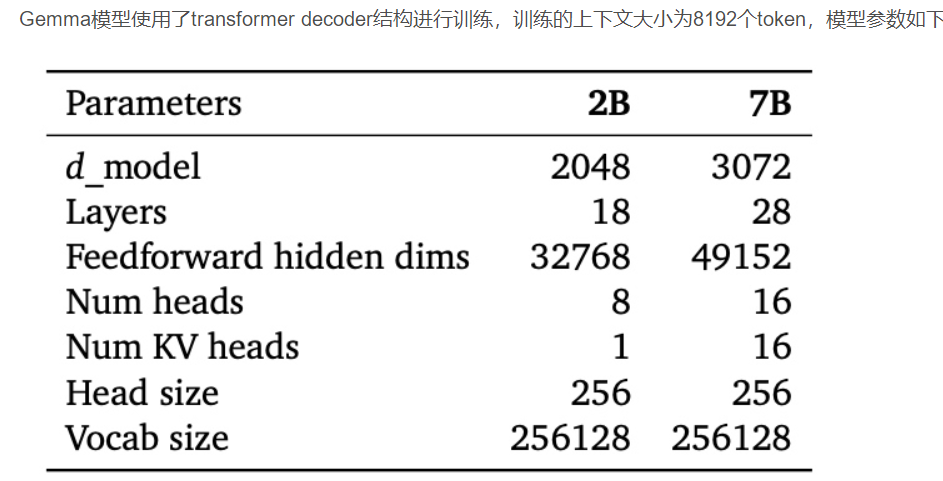 Gemma模型使用了transformer decoder结构进行训练，训练的上下文大小为8192个token，模型参数如下
Parameters 2B 7B
d_model 2048 3072
Layers 18 28
Feedforward hidden dims 32768 49152
Num heads 8 16
Num KV heads 1 16
Head size 256 256
Vocab size 256128 256128